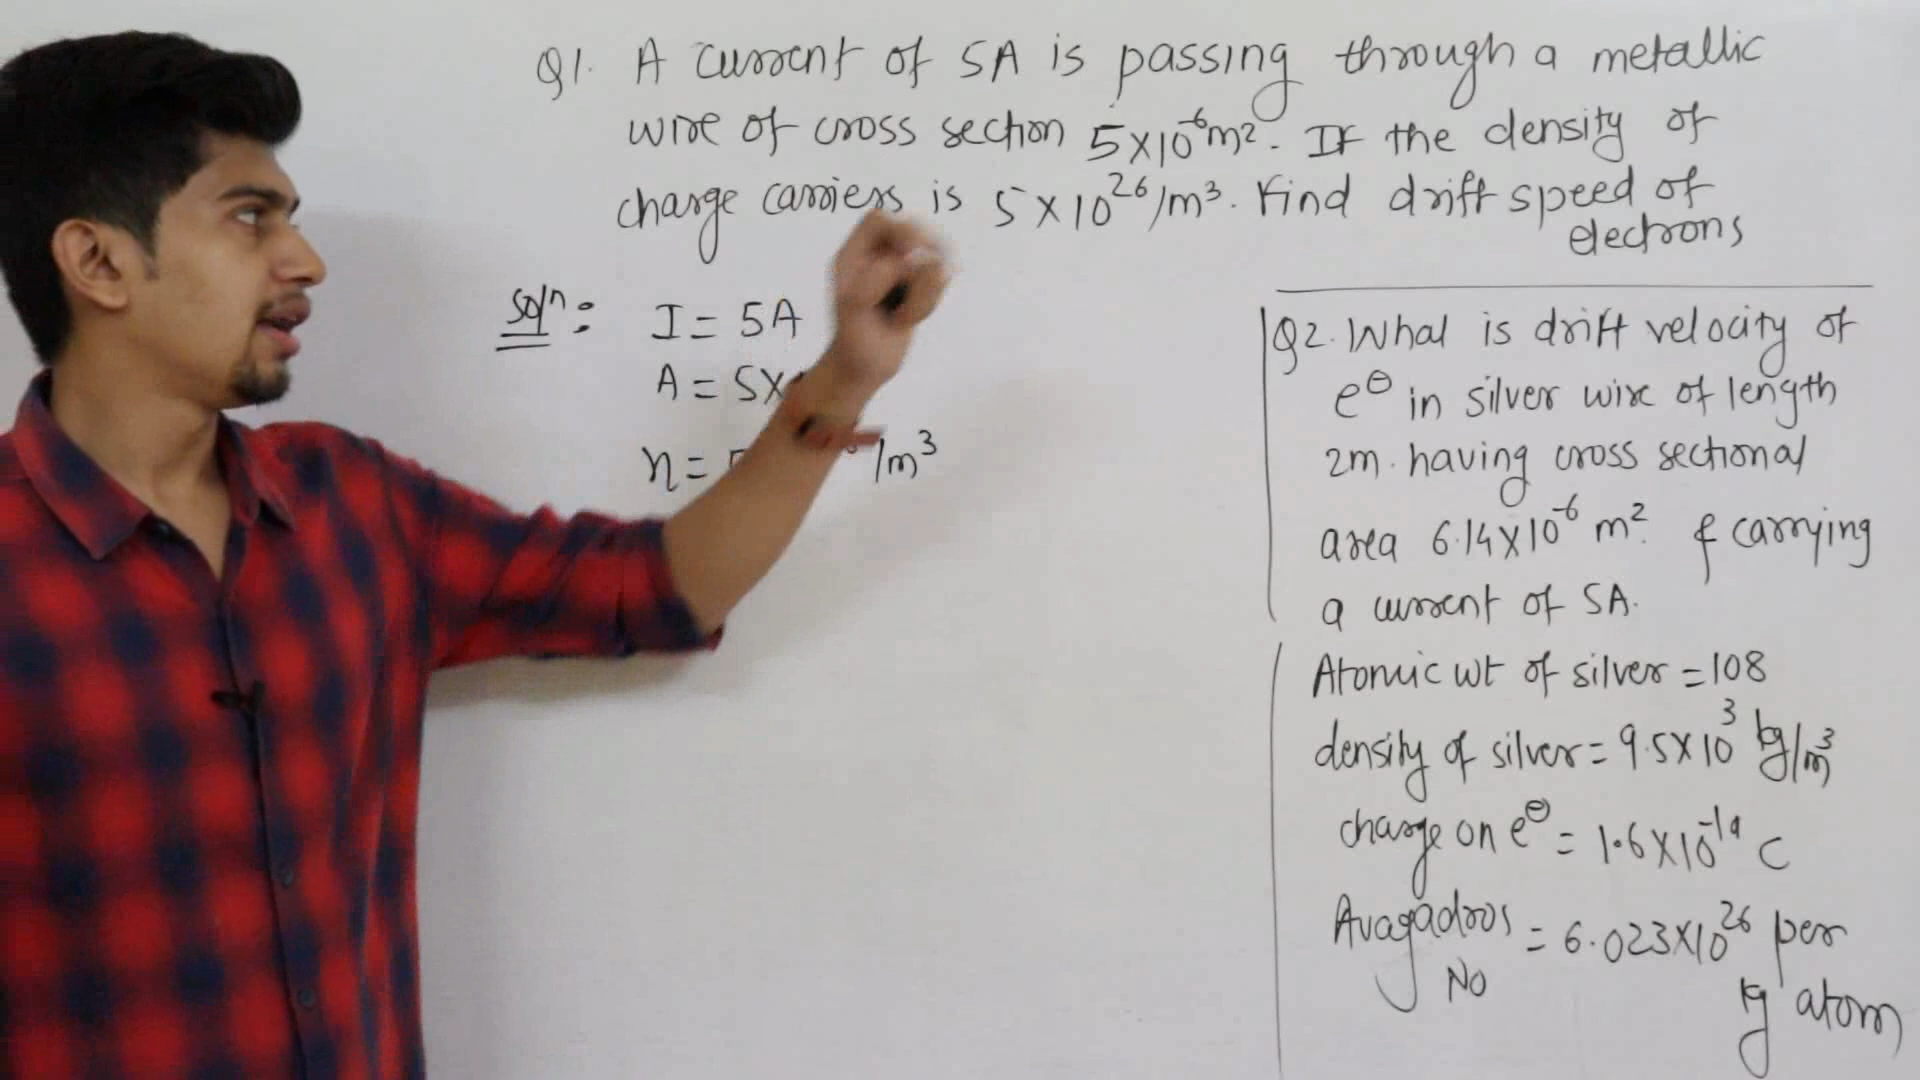 Q1. A current of 5A is passing through a metallic
wire of cross section 5×10⁻⁶m². If the density of
charge carriers is 5×10²⁶/m³. Find drift speed of
electrons
Solⁿ: I = 5A
A = 5×
n = 5 /m³
Q2. What is drift velocity of
e⊖ in silver wire of length
2m. having cross sectional
area 6.14×10⁻⁶ m². & carrying
a current of 5A.
Atomic wt of silver = 108
density of silver = 9.5×10³ kg/m³
charge on e⊖ = 1.6×10⁻¹⁹ C
Avagadros = 6.023×10²⁶ per
No kg atom